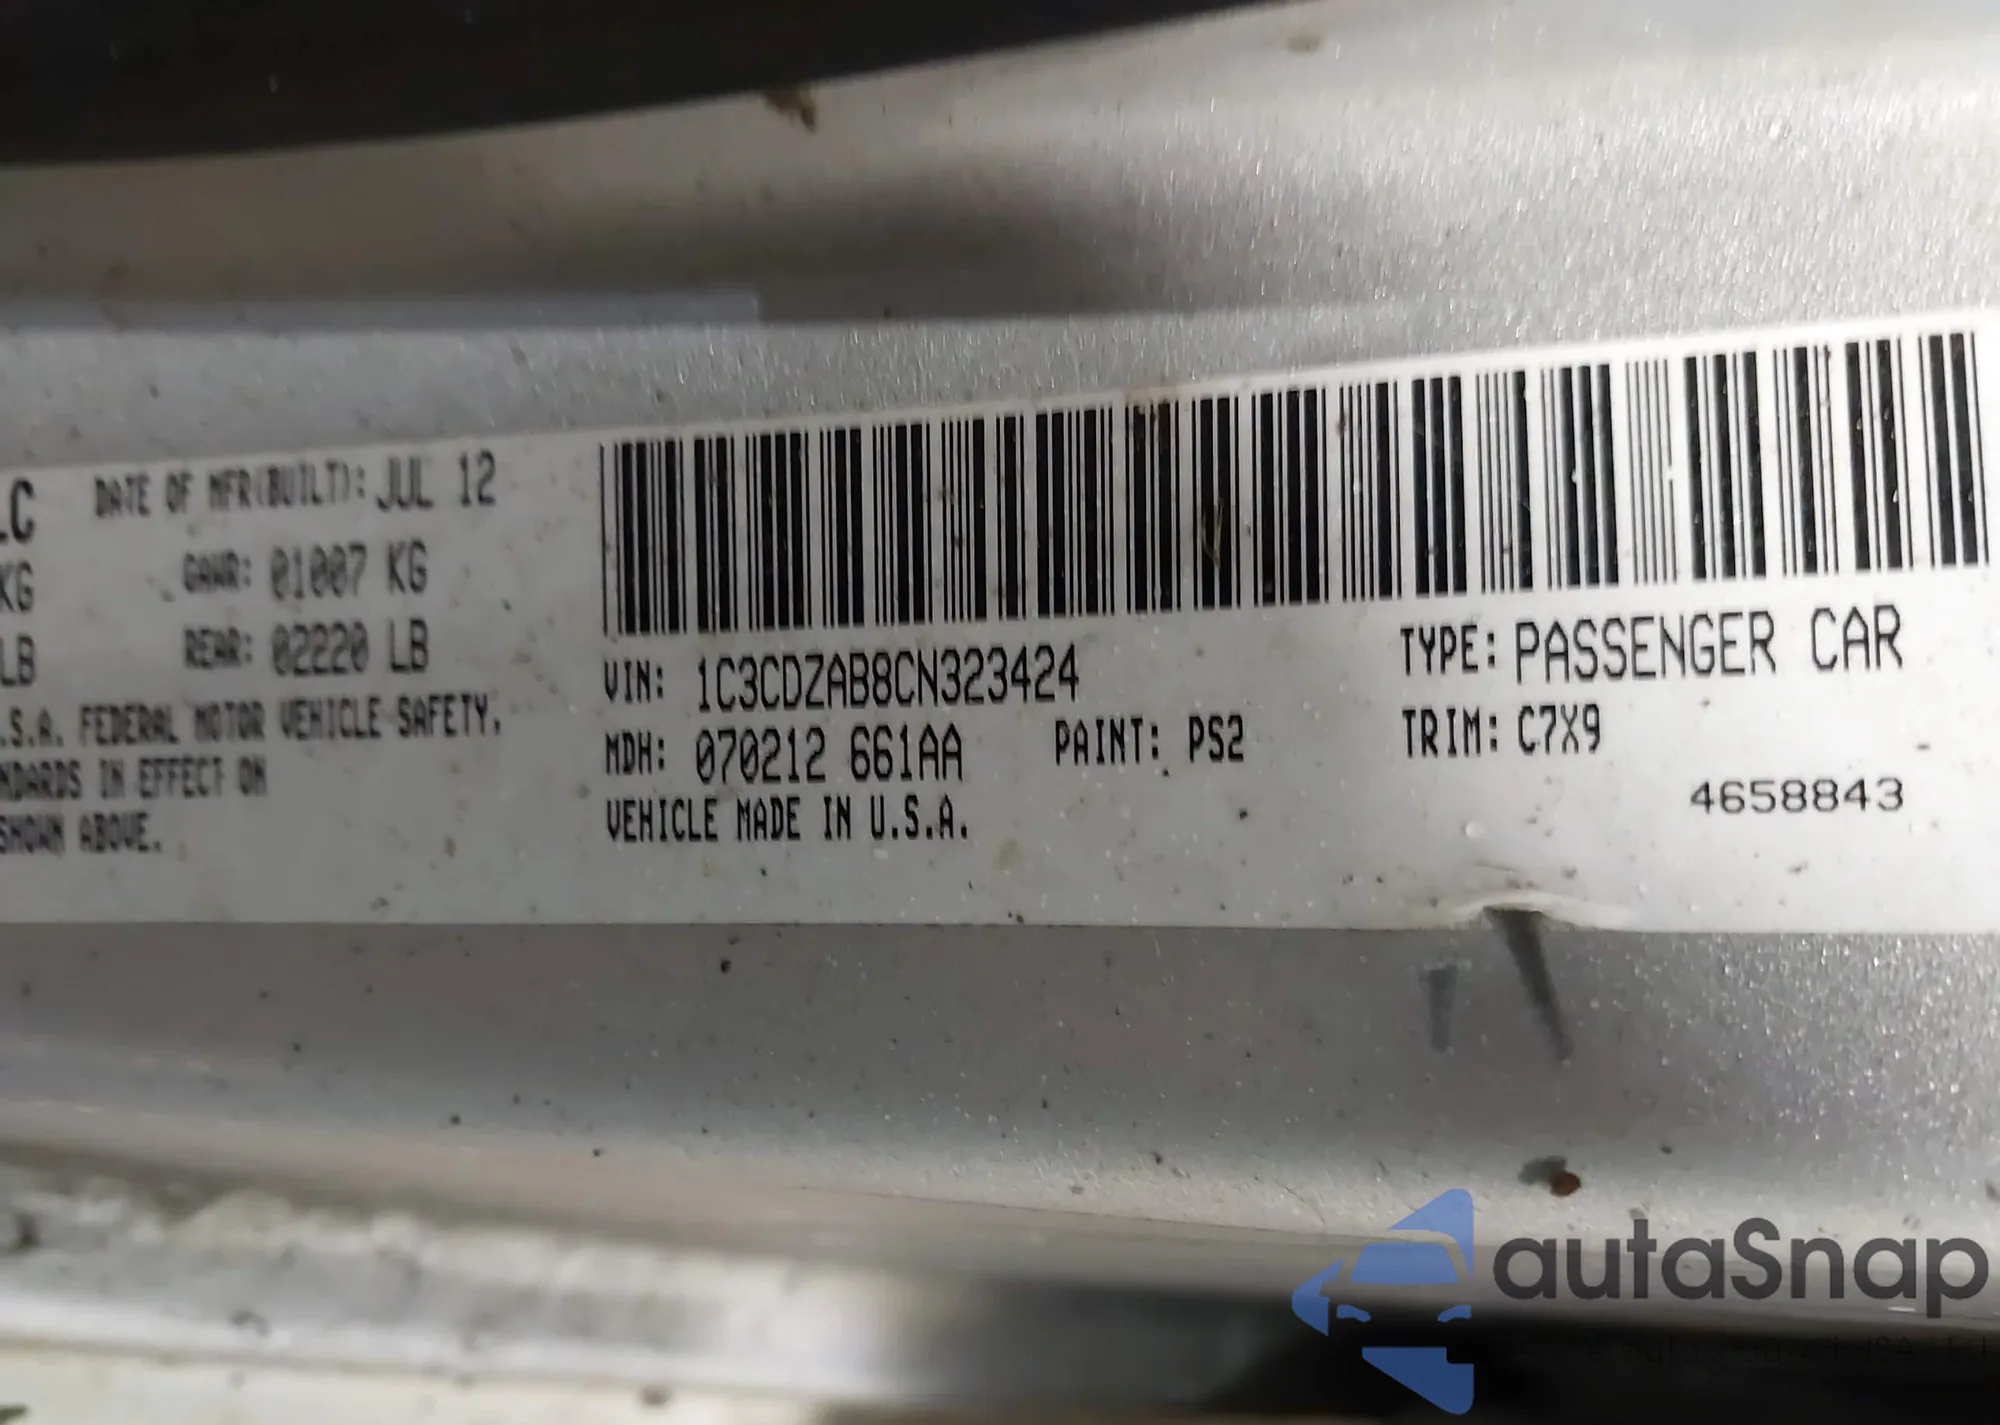 LC DATE OF MFR(BUILT): JUL 12
KG GAWR: 01007 KG
LB REAR: 02220 LB
.S.A. FEDERAL MOTOR VEHICLE SAFETY,
NDARDS IN EFFECT ON
SHOWN ABOVE.
VIN: 1C3CDZAB8CN323424 TYPE: PASSENGER CAR
MDH: 070212 661AA PAINT: PS2 TRIM: C7X9
VEHICLE MADE IN U.S.A. 4658843
autaSnap